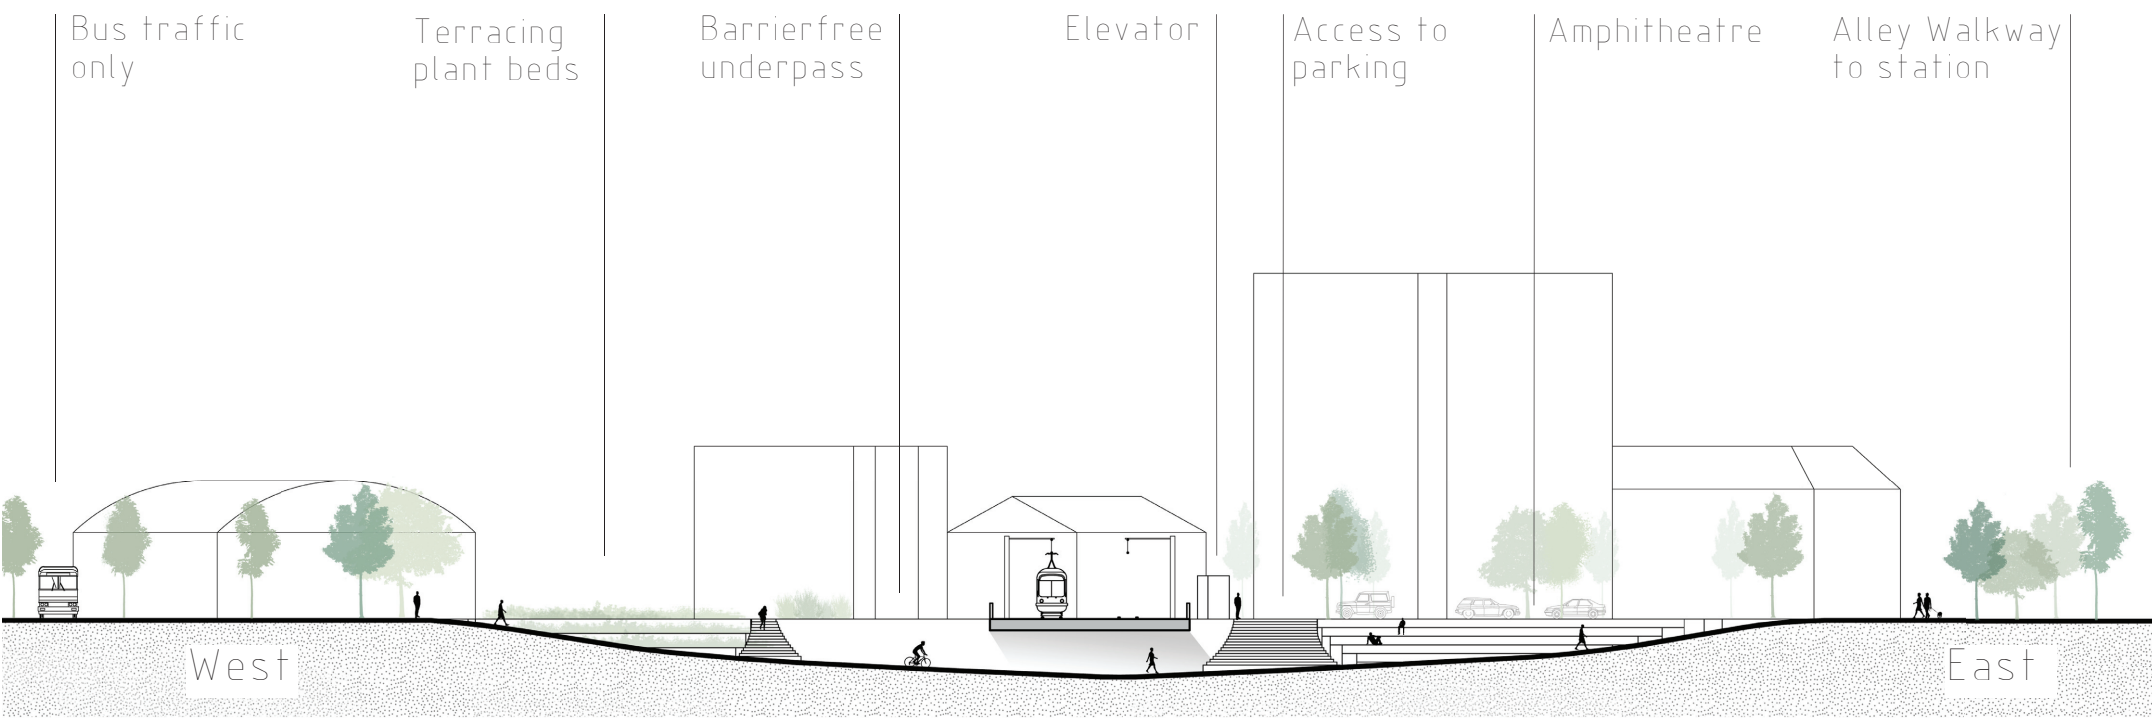 Bus traffic
only
Terracing
plant beds
Barrierfree
underpass
Elevator
Access to
parking
Amphitheatre
Alley Walkway
to station
West
East